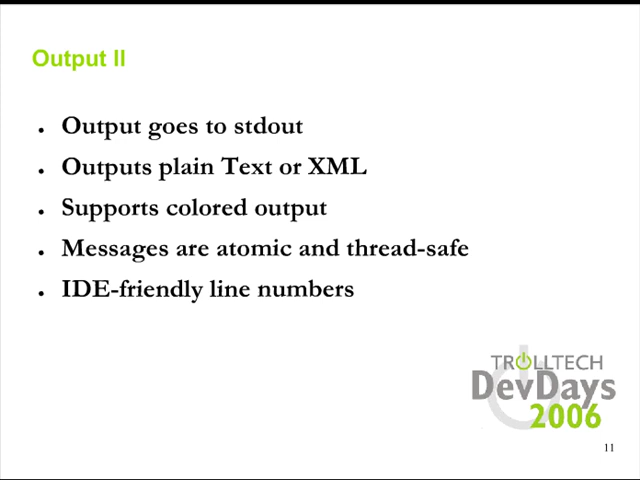 Output II
• Output goes to stdout
• Outputs plain Text or XML
• Supports colored output
• Messages are atomic and thread-safe
• IDE-friendly line numbers
TROLLTECH
DevDays
2006
11